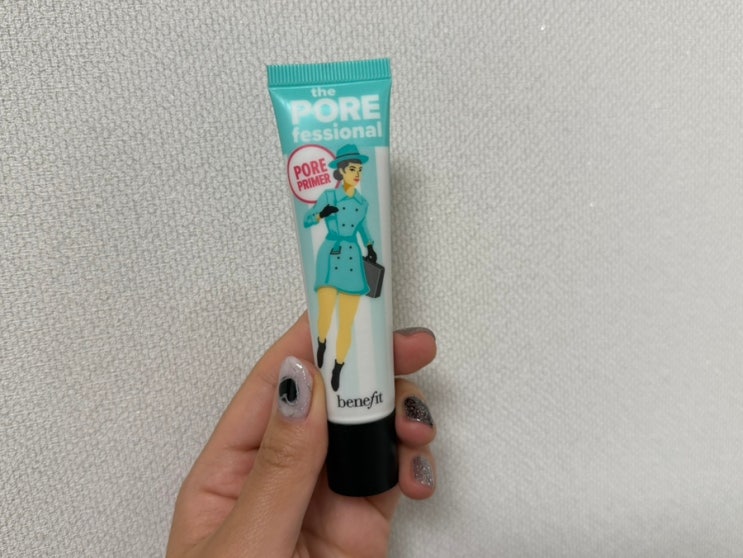 the
PORE
fessional
PORE
PRIMER
benefit